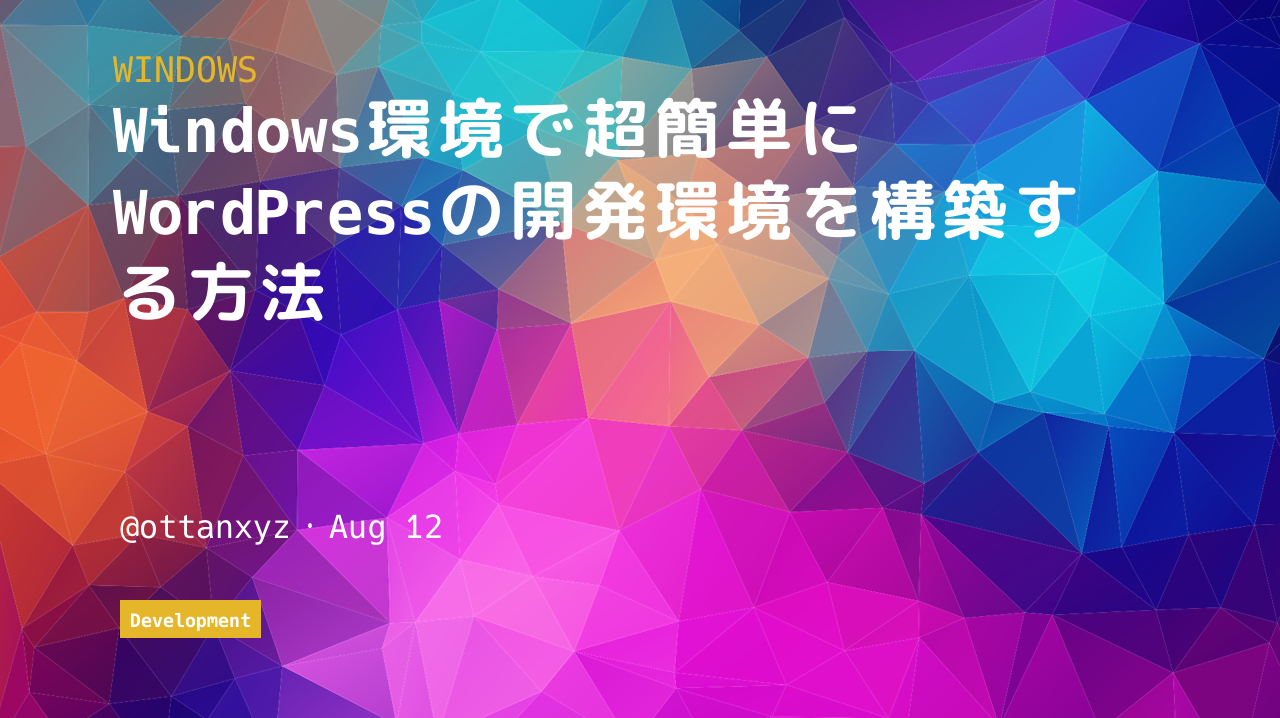 WINDOWS
Windows環境で超簡単に
WordPressの開発環境を構築す
る方法
@ottanxyz・Aug 12
Development